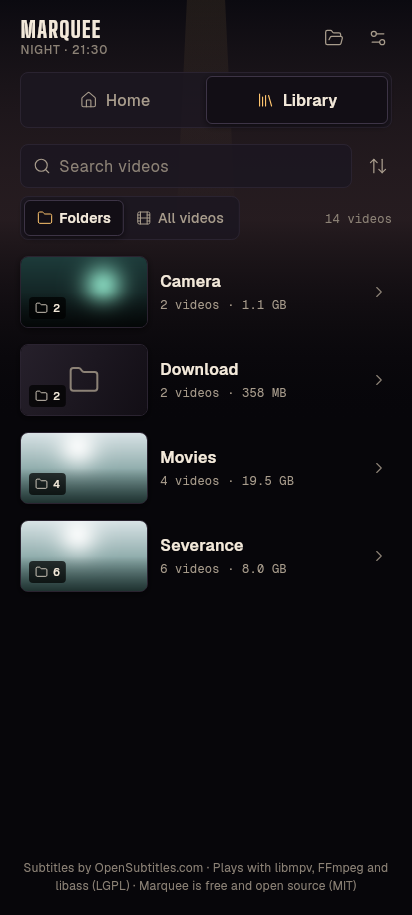 MARQUEE
NIGHT · 21:30
Home
Library
Search videos
Folders
All videos
14 videos
2
Camera
2 videos · 1.1 GB
2
Download
2 videos · 358 MB
4
Movies
4 videos · 19.5 GB
6
Severance
6 videos · 8.0 GB
Subtitles by OpenSubtitles.com · Plays with libmpv, FFmpeg and
libass (LGPL) · Marquee is free and open source (MIT)